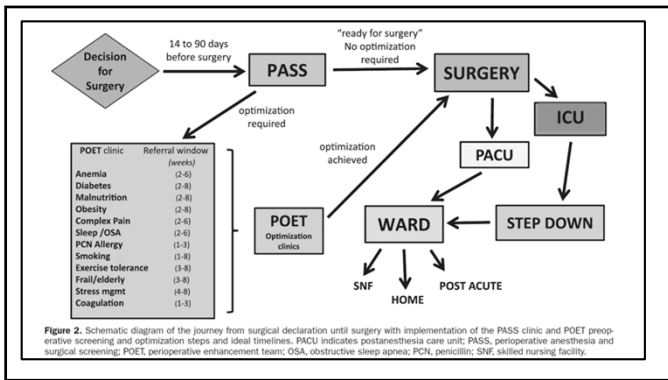 Decision
for
Surgery
14 to 90 days
before surgery
PASS
"ready for surgery"
No optimization
required
SURGERY
ICU
optimization
required
optimization
achieved
PACU
POET clinic Referral window
(weeks)
Anemia (2-6)
Diabetes (2-8)
Malnutrition (2-8)
Obesity (2-8)
Complex Pain (2-6)
Sleep /OSA (2-6)
PCN Allergy (1-3)
Smoking (1-8)
Exercise tolerance (3-8)
Frail/elderly (3-8)
Stress mgmt (4-8)
Coagulation (1-3)
POET
Optimization
clinics
WARD
STEP DOWN
SNF
HOME
POST ACUTE
Figure 2. Schematic diagram of the journey from surgical declaration until surgery with implementation of the PASS clinic and POET preop-
erative screening and optimization steps and ideal timelines. PACU indicates postanesthesia care unit; PASS, perioperative anesthesia and
surgical screening; POET, perioperative enhancement team; OSA, obstructive sleep apnea; PCN, penicillin; SNF, skilled nursing facility.